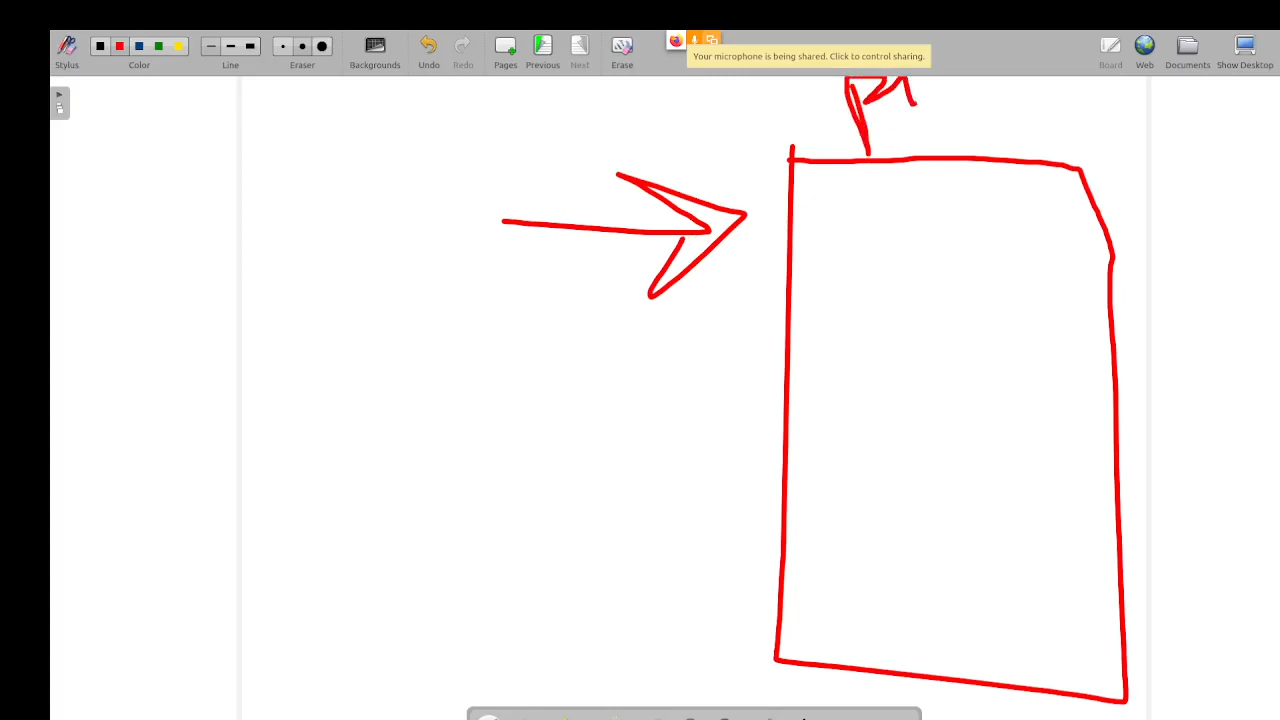 Your microphone is being shared. Click to control sharing.
Stylus Color Line Eraser Backgrounds Undo Redo Pages Previous Next Erase Board Web Documents Show Desktop